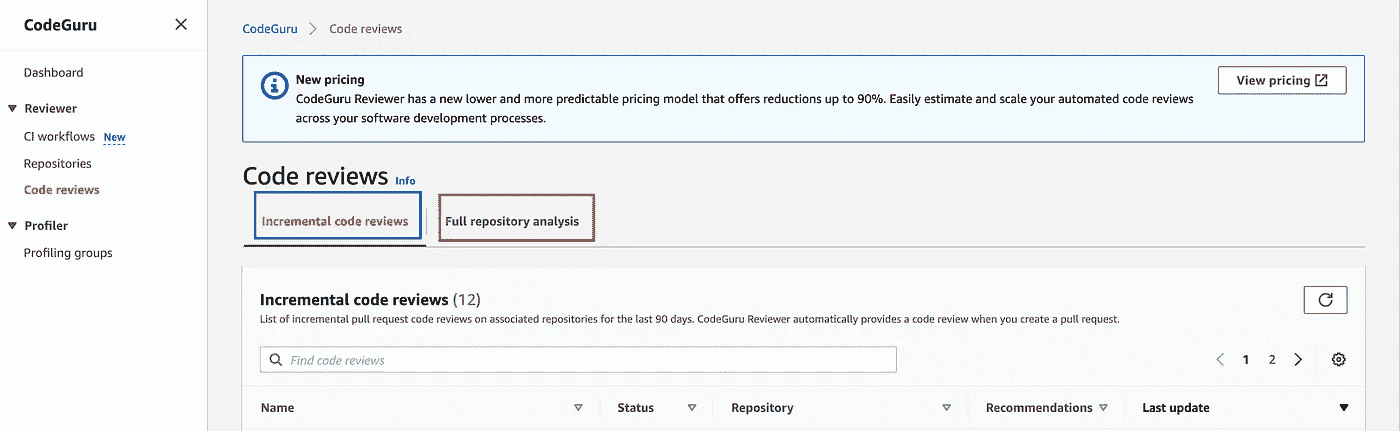 CodeGuru
Dashboard
Reviewer
CI workflows New
Repositories
Code reviews
Profiler
Profiling groups
CodeGuru Code reviews
New pricing
CodeGuru Reviewer has a new lower and more predictable pricing model that offers reductions up to 90%. Easily estimate and scale your automated code reviews
across your software development processes.
View pricing
Code reviews Info
Incremental code reviews Full repository analysis
Incremental code reviews (12)
List of incremental pull request code reviews on associated repositories for the last 90 days. CodeGuru Reviewer automatically provides a code review when you create a pull request.
Find code reviews
1 2
Name Status Repository Recommendations Last update